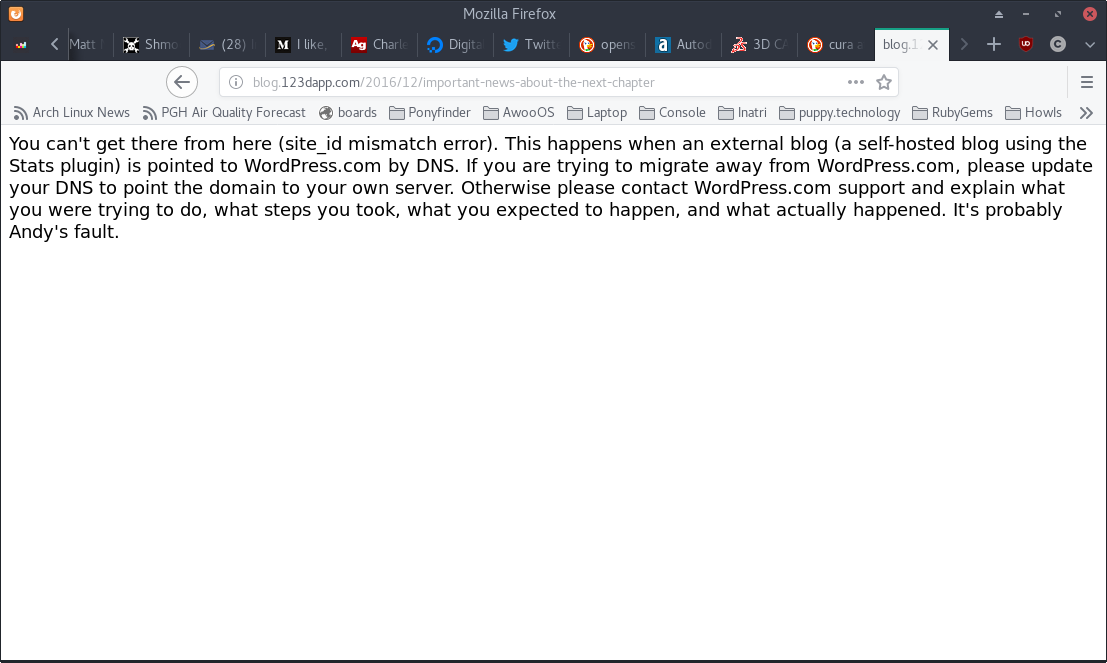 Mozilla Firefox
Matt Shmo (28) I like, Charle Digita Twitt opens Autod 3D CA cura a blog.1
blog.123dapp.com/2016/12/important-news-about-the-next-chapter
Arch Linux News PGH Air Quality Forecast boards Ponyfinder AwooOS Laptop Console Inatri puppy.technology RubyGems Howls
You can't get there from here (site_id mismatch error). This happens when an external blog (a self-hosted blog using the
Stats plugin) is pointed to WordPress.com by DNS. If you are trying to migrate away from WordPress.com, please update
your DNS to point the domain to your own server. Otherwise please contact WordPress.com support and explain what
you were trying to do, what steps you took, what you expected to happen, and what actually happened. It's probably
Andy's fault.